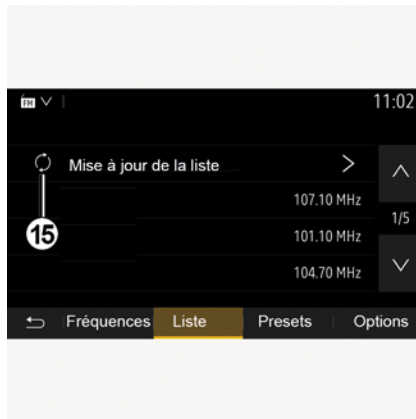 FM 11:02
Mise à jour de la liste
107.10 MHz
1/5
15
101.10 MHz
104.70 MHz
Fréquences Liste Presets Options